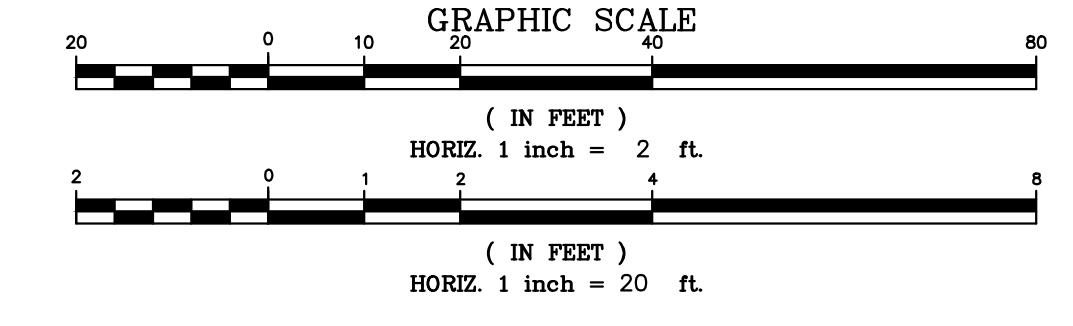 GRAPHIC SCALE
20 0 10 20 40 80
( IN FEET )
HORIZ. 1 inch = 2 ft.
2 0 1 2 4 8
( IN FEET )
HORIZ. 1 inch = 20 ft.